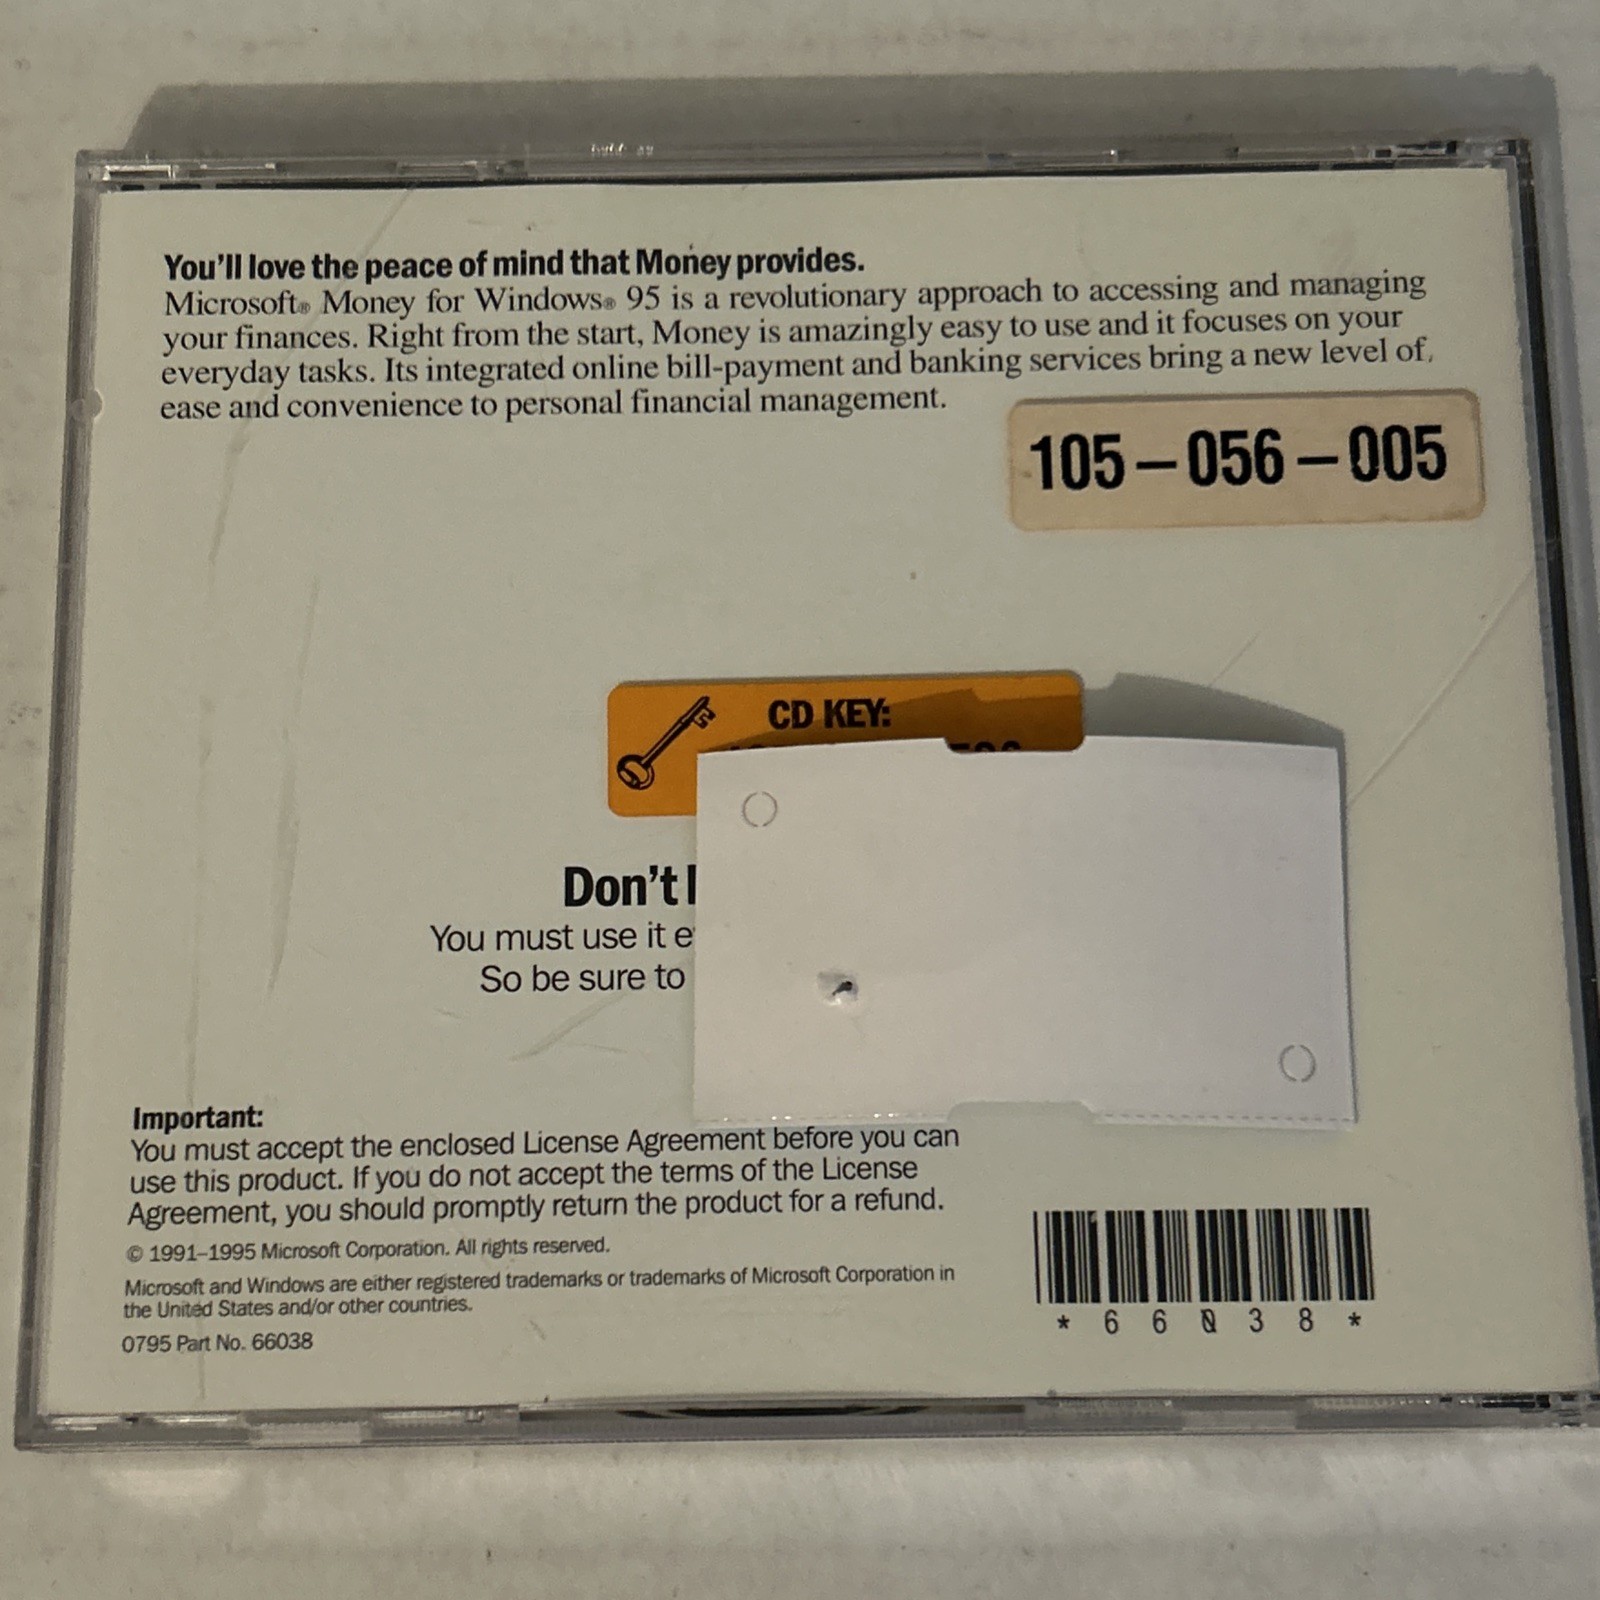 You'll love the peace of mind that Money provides.
Microsoft® Money for Windows® 95 is a revolutionary approach to accessing and managing
your finances. Right from the start, Money is amazingly easy to use and it focuses on your
everyday tasks. Its integrated online bill-payment and banking services bring a new level of
ease and convenience to personal financial management.
105-056-005
CD KEY:
Don't
You must use it
So be sure to
Important:
You must accept the enclosed License Agreement before you can
use this product. If you do not accept the terms of the License
Agreement, you should promptly return the product for a refund.
© 1991–1995 Microsoft Corporation. All rights reserved.
Microsoft and Windows are either registered trademarks or trademarks of Microsoft Corporation in
the United States and/or other countries.
0795 Part No. 66038
*66038*